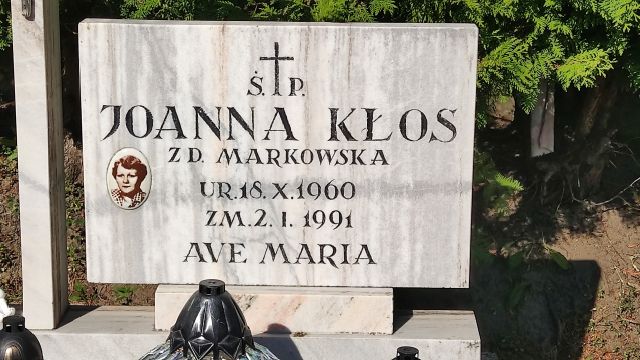 Ś.P.
JOANNA KŁOS
Z D. MARKOWSKA
UR.18.X.1960
ZM.2.I.1991
AVE MARIA